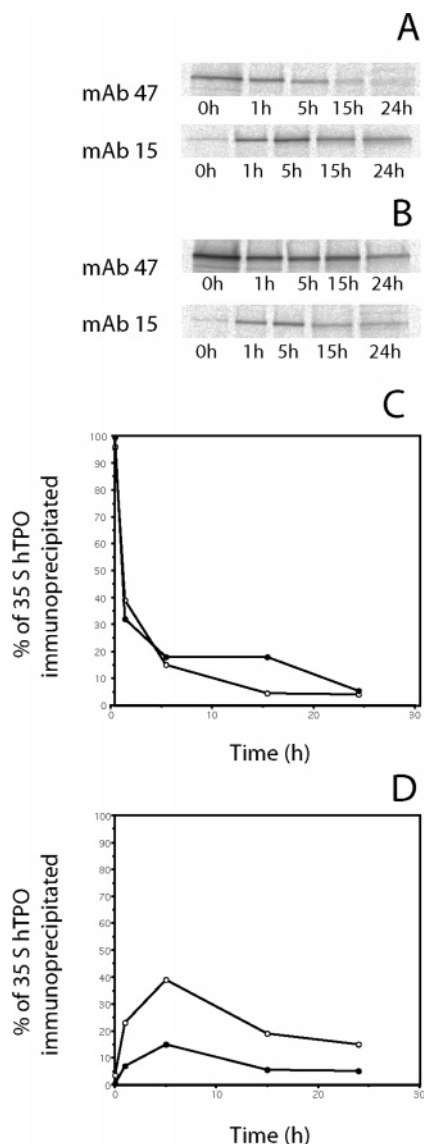 A
mAb 47
0h 1h 5h 15h 24h
mAb 15
0h 1h 5h 15h 24h
B
mAb 47
0h 1h 5h 15h 24h
mAb 15
0h 1h 5h 15h 24h
C
% of 35 S hTPO
immunoprecipitated
100
90
80
70
60
50
40
30
20
10
0
0 10 20 30
Time (h)
D
% of 35 S hTPO
immunoprecipitated
100
90
80
70
60
50
40
30
20
10
0
0 10 20 30
Time (h)